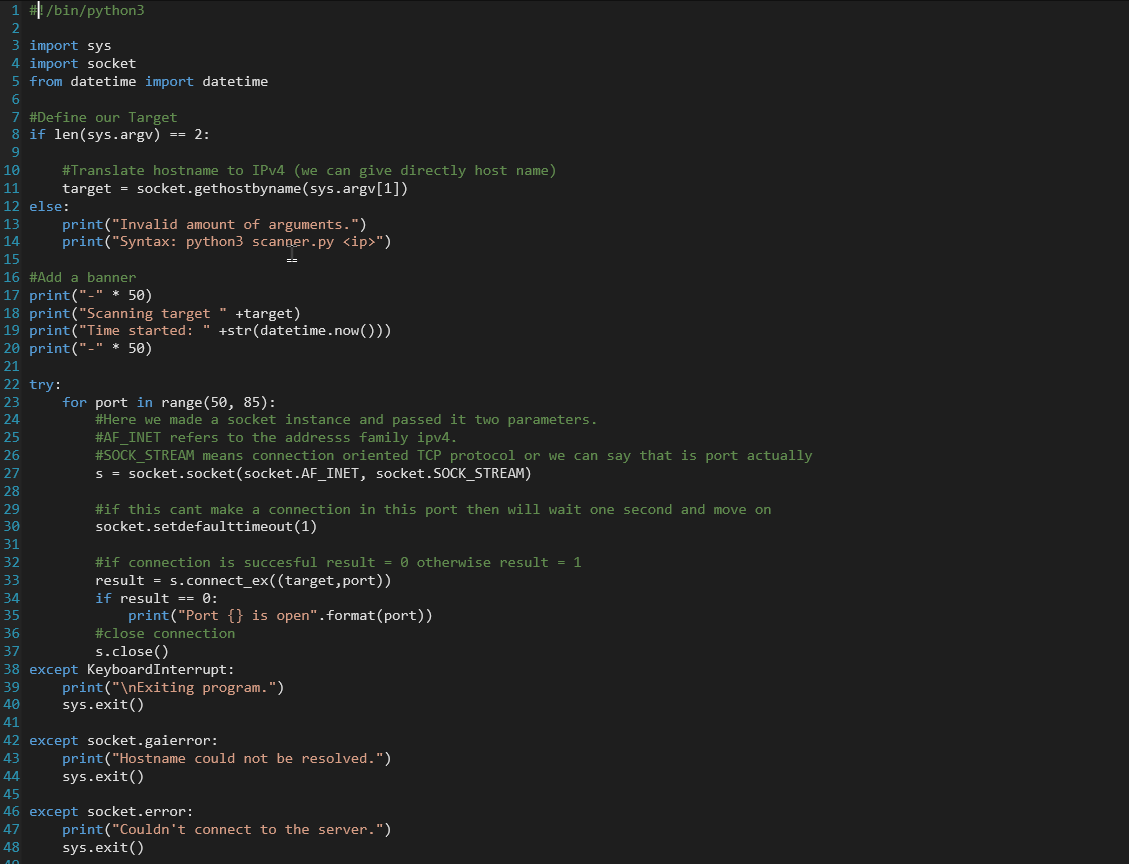 1 #!/bin/python3
2
3 import sys
4 import socket
5 from datetime import datetime
6
7 #Define our Target
8 if len(sys.argv) == 2:
9
10     #Translate hostname to IPv4 (we can give directly host name)
11     target = socket.gethostbyname(sys.argv[1])
12 else:
13     print("Invalid amount of arguments.")
14     print("Syntax: python3 scanner.py <ip>")
15
16 #Add a banner
17 print("-" * 50)
18 print("Scanning target " +target)
19 print("Time started: " +str(datetime.now()))
20 print("-" * 50)
21
22 try:
23     for port in range(50, 85):
24         #Here we made a socket instance and passed it two parameters.
25         #AF_INET refers to the addresss family ipv4.
26         #SOCK_STREAM means connection oriented TCP protocol or we can say that is port actually
27         s = socket.socket(socket.AF_INET, socket.SOCK_STREAM)
28
29         #if this cant make a connection in this port then will wait one second and move on
30         socket.setdefaulttimeout(1)
31
32         #if connection is succesful result = 0 otherwise result = 1
33         result = s.connect_ex((target,port))
34         if result == 0:
35             print("Port {} is open".format(port))
36         #close connection
37         s.close()
38 except KeyboardInterrupt:
39     print("\nExiting program.")
40     sys.exit()
41
42 except socket.gaierror:
43     print("Hostname could not be resolved.")
44     sys.exit()
45
46 except socket.error:
47     print("Couldn't connect to the server.")
48     sys.exit()